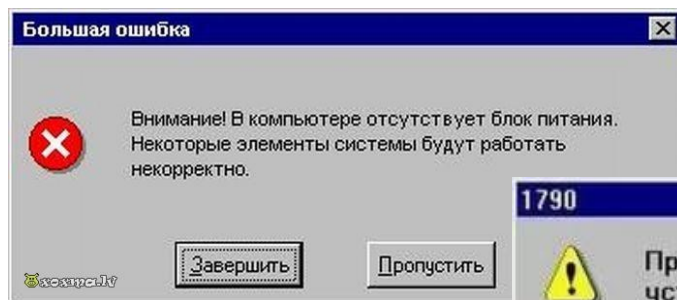 Большая ошибка
Внимание! В компьютере отсутствует блок питания.
Некоторые элементы системы будут работать
некорректно.
1790
Завершить
Пропустить
xoxma.lv